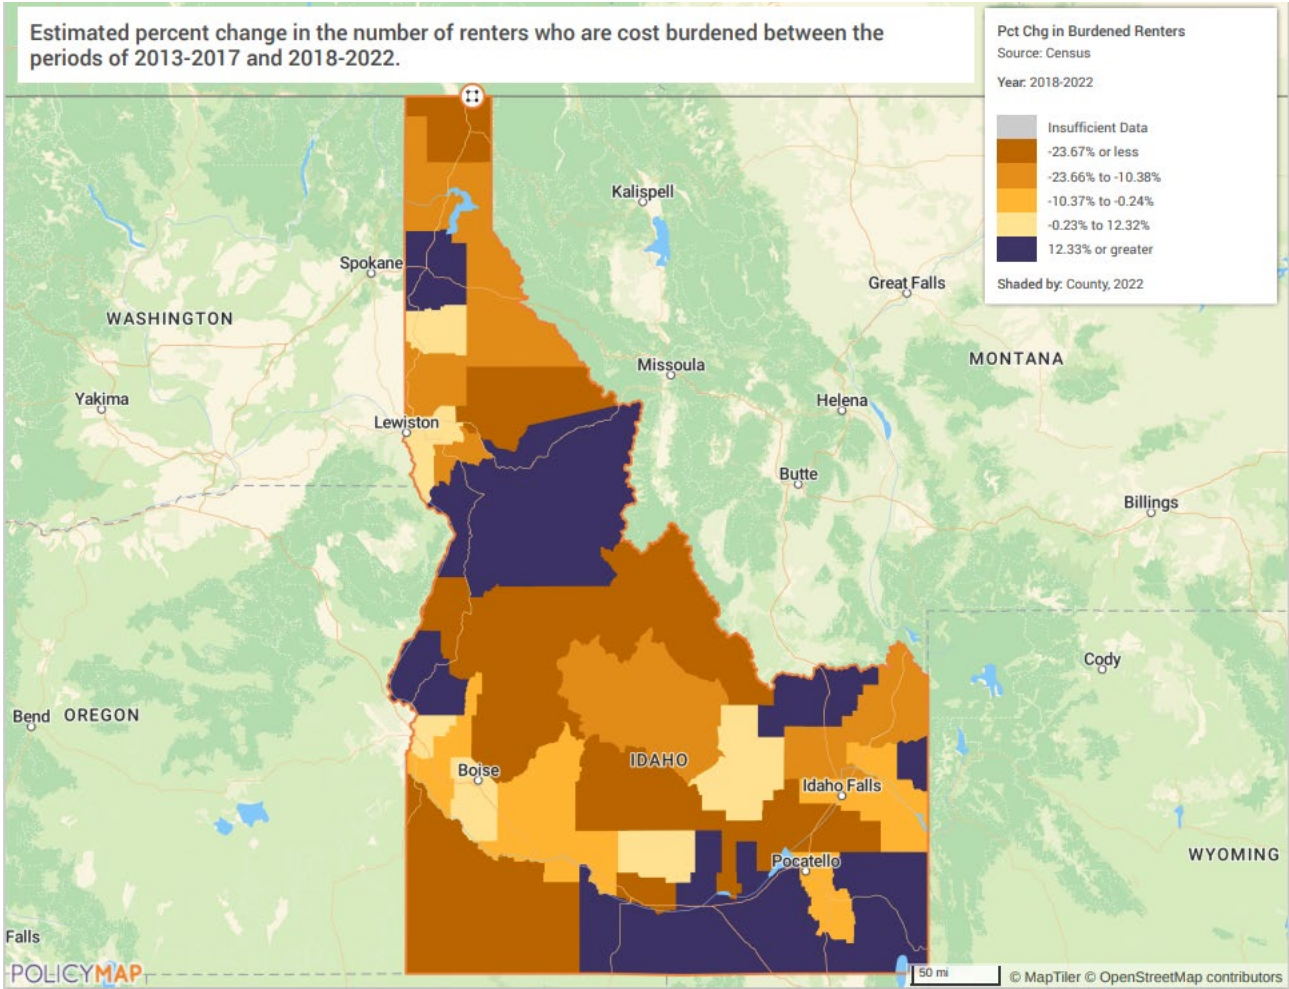 Estimated percent change in the number of renters who are cost burdened between the
periods of 2013-2017 and 2018-2022.
Pct Chg in Burdened Renters
Source: Census
Year: 2018-2022
Insufficient Data
-23.67% or less
-23.66% to -10.38%
-10.37% to -0.24%
-0.23% to 12.32%
12.33% or greater
Shaded by: County, 2022
Kalispell
Spokane
Great Falls
WASHINGTON
MONTANA
Missoula
Yakima
Helena
Lewiston
Butte
Billings
Cody
Bend
OREGON
IDAHO
Boise
Idaho Falls
Pocatello
WYOMING
Falls
POLICYMAP
50 mi
© MapTiler © OpenStreetMap contributors